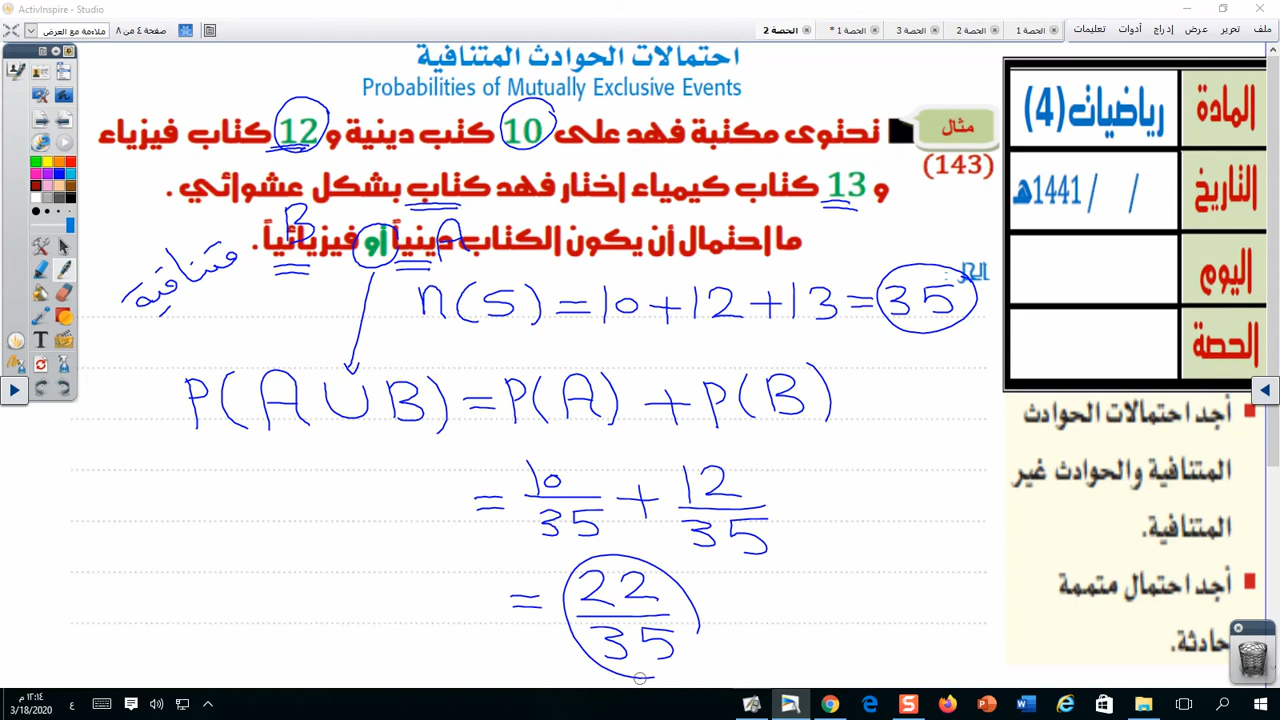 ActivInspire - Studio
ملف تحرير عرض إدراج أدوات تعليمات
الحصة 1 الحصة 2 الحصة 3 الحصة 1 * الحصة 2
صفحة ٤ من ٨ ملاءمة مع العرض
احتمالات الحوادث المتنافية
Probabilities of Mutually Exclusive Events
مثال
(143)
تحتوى مكتبة فهد على 10 كتب دينية و 12 كتاب فيزياء
و 13 كتاب كيمياء إختار فهد كتاب بشكل عشوائي .
ما إحتمال أن يكون الكتاب دينياً أو فيزيائياً .
B A
متنافية
n(S) = 10 + 12 + 13 = 35
P(A U B) = P(A) + P(B)
= 10/35 + 12/35
= 22/35
المادة رياضيات (4)
التاريخ / / 1441هـ
اليوم
الحصة
أجد احتمالات الحوادث
المتنافية والحوادث غير
المتنافية.
أجد احتمال متممة
حادثة.
١٢:١٤ م
3/18/2020
ع